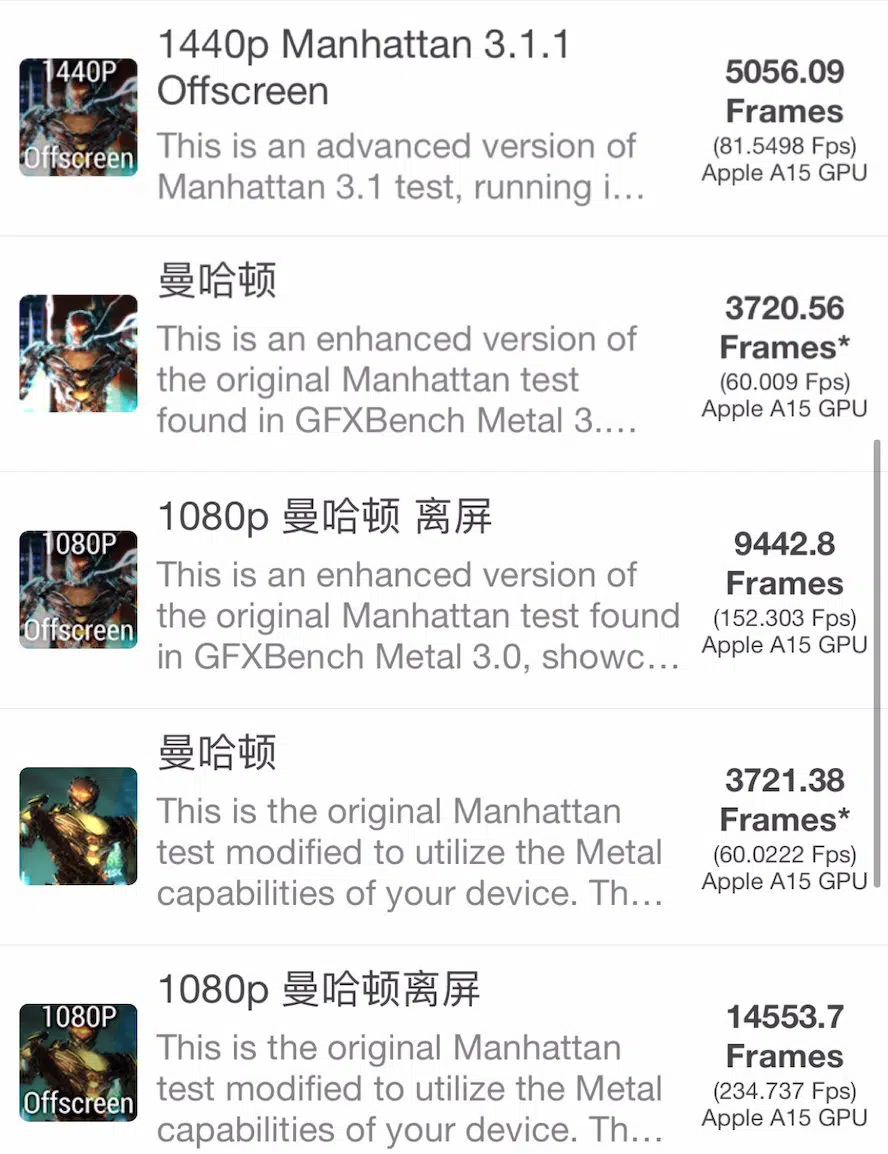 1440P
Offscreen
1440p Manhattan 3.1.1
Offscreen
This is an advanced version of
Manhattan 3.1 test, running i…
5056.09
Frames
(81.5498 Fps)
Apple A15 GPU
曼哈顿
This is an enhanced version of
the original Manhattan test
found in GFXBench Metal 3.…
3720.56
Frames*
(60.009 Fps)
Apple A15 GPU
1080P
Offscreen
1080p 曼哈顿 离屏
This is an enhanced version of
the original Manhattan test found
in GFXBench Metal 3.0, showc…
9442.8
Frames
(152.303 Fps)
Apple A15 GPU
曼哈顿
This is the original Manhattan
test modified to utilize the Metal
capabilities of your device. Th…
3721.38
Frames*
(60.0222 Fps)
Apple A15 GPU
1080P
Offscreen
1080p 曼哈顿离屏
This is the original Manhattan
test modified to utilize the Metal
capabilities of your device. Th…
14553.7
Frames
(234.737 Fps)
Apple A15 GPU